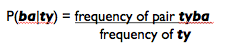 P(ba|ty) = frequency of pair tyba
frequency of ty